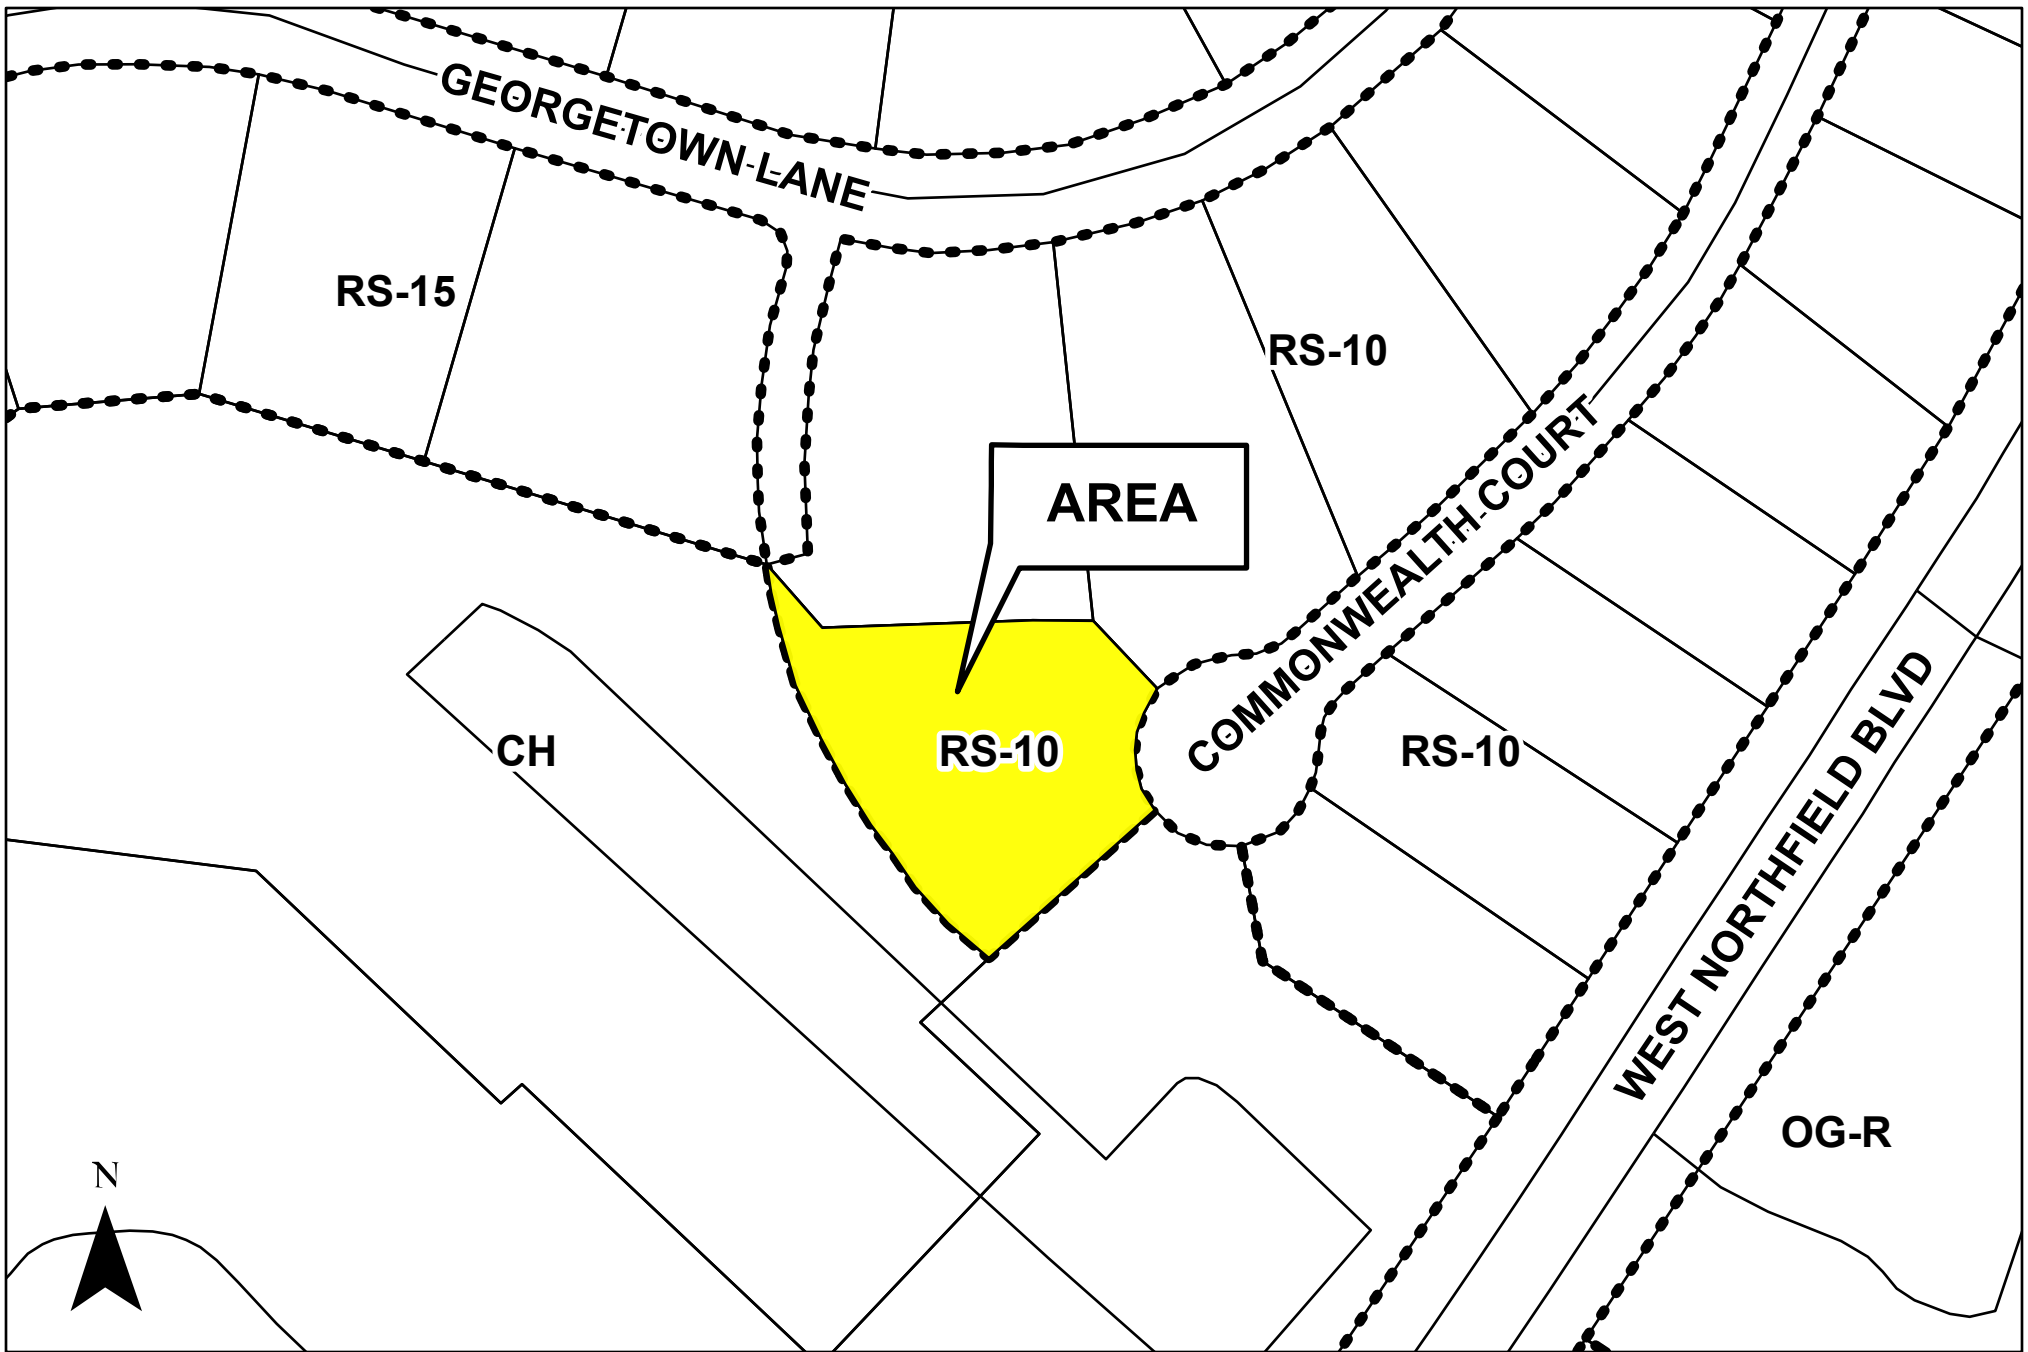 GEORGETOWN LANE
RS-15
RS-10
COMMONWEALTH COURT
AREA
RS-10
CH
RS-10
WEST NORTHFIELD BLVD
OG-R
N